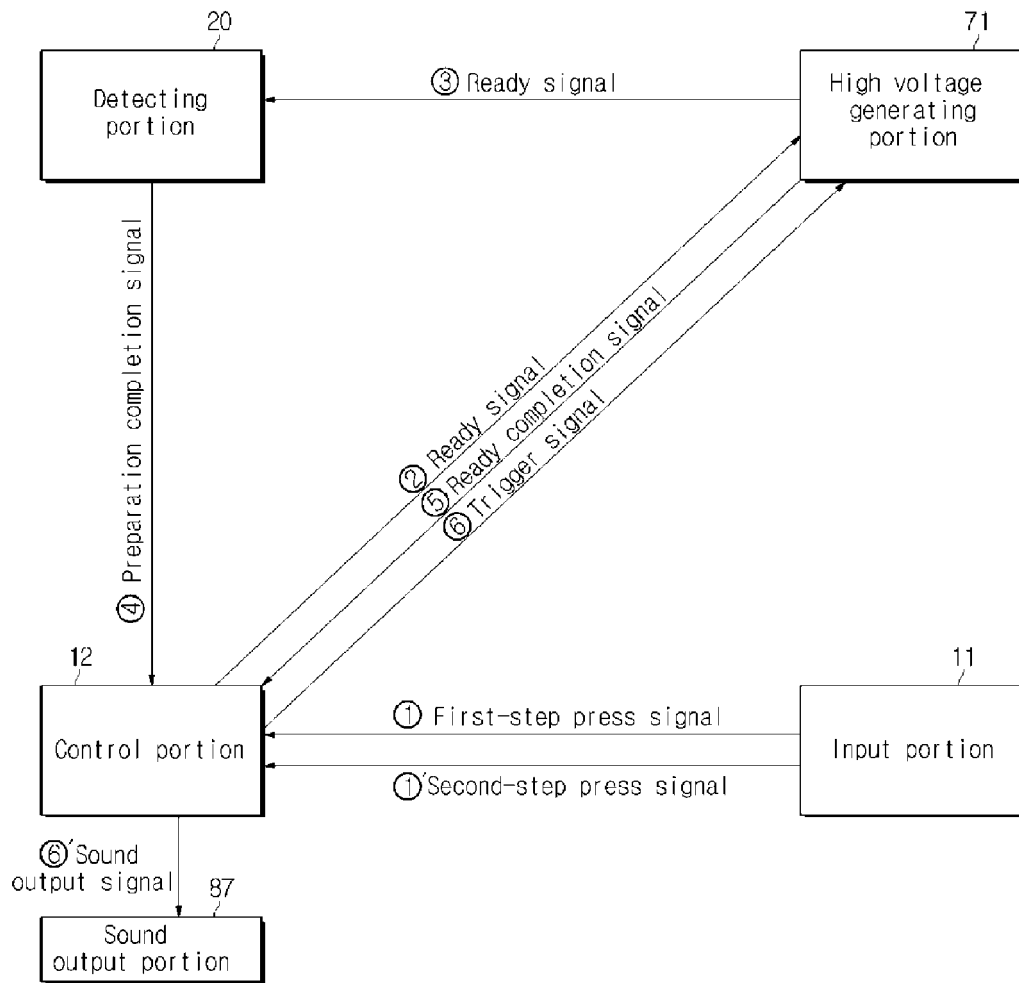 20
Detecting
portion
71
High voltage
generating
portion
③ Ready signal
④ Preparation completion signal
② Ready signal
⑤ Ready completion signal
⑥ Trigger signal
12
Control portion
11
Input portion
① First-step press signal
①′Second-step press signal
⑥′Sound
output signal
87
Sound
output portion